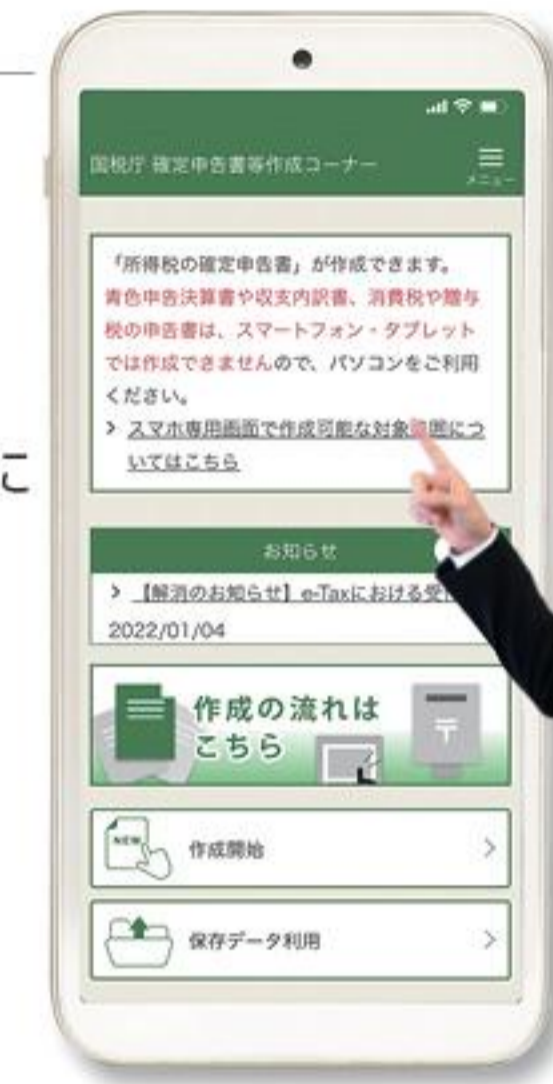 国税庁 確定申告書等作成コーナー
メニュー
「所得税の確定申告書」が作成できます。
青色申告決算書や収支内訳書、消費税や贈与
税の申告書は、スマートフォン・タブレット
では作成できませんので、パソコンをご利用
ください。
> スマホ専用画面で作成可能な対象範囲につ
いてはこちら
に
お知らせ
> 【解消のお知らせ】e-Taxにおける受
2022/01/04
作成の流れは
こちら
〒
NEW
作成開始
保存データ利用